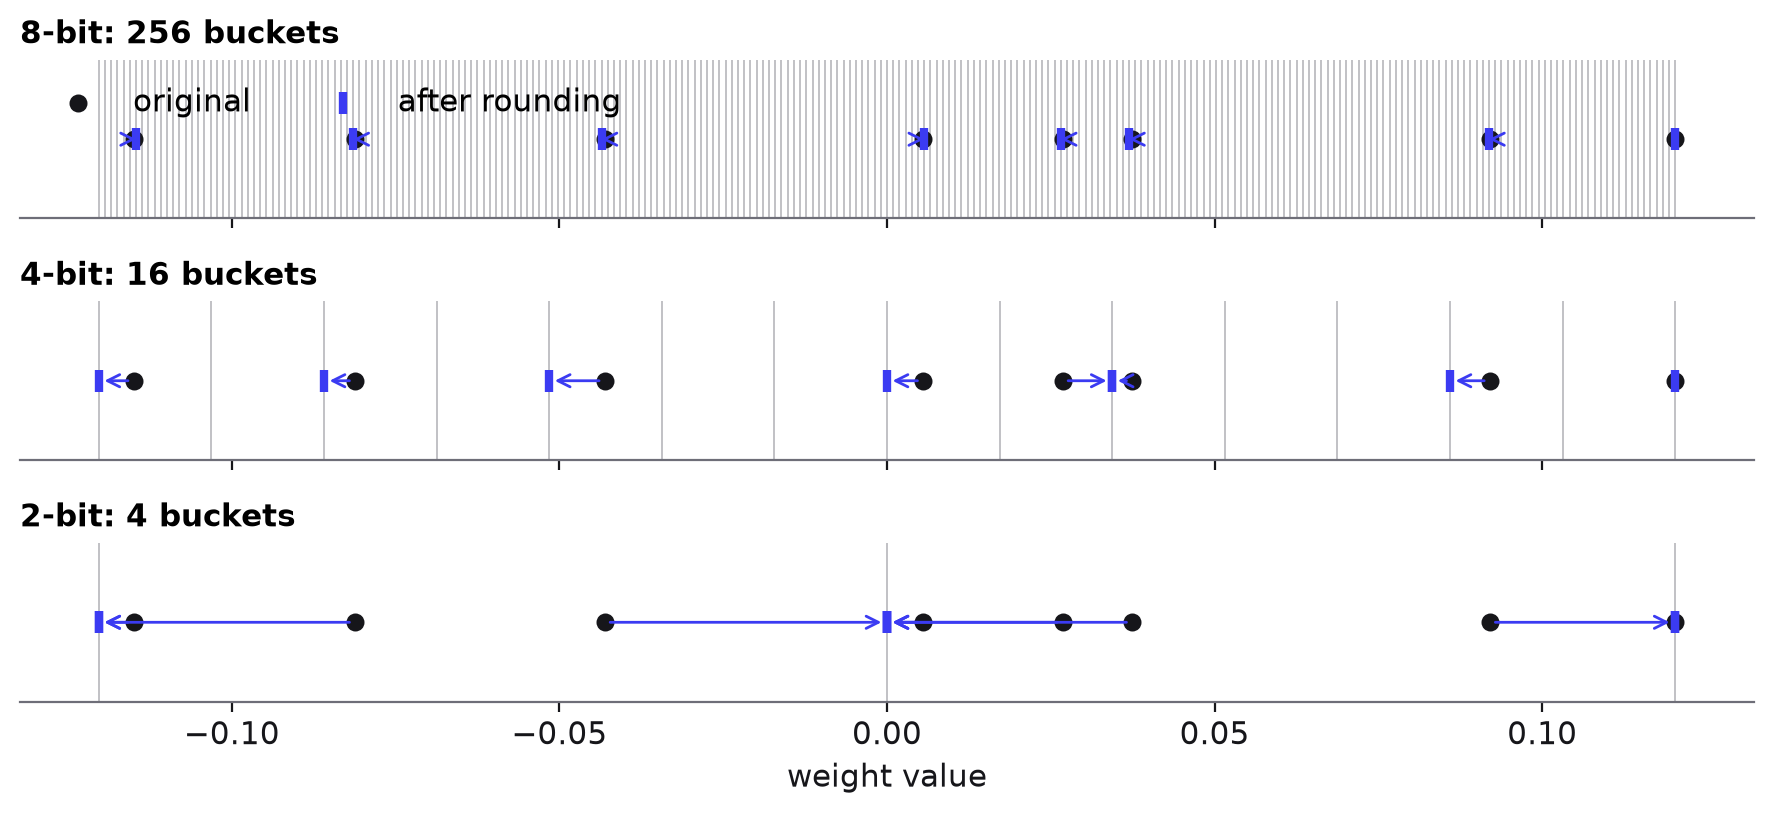 8-bit: 256 buckets
original after rounding
4-bit: 16 buckets
2-bit: 4 buckets
−0.10 −0.05 0.00 0.05 0.10
weight value